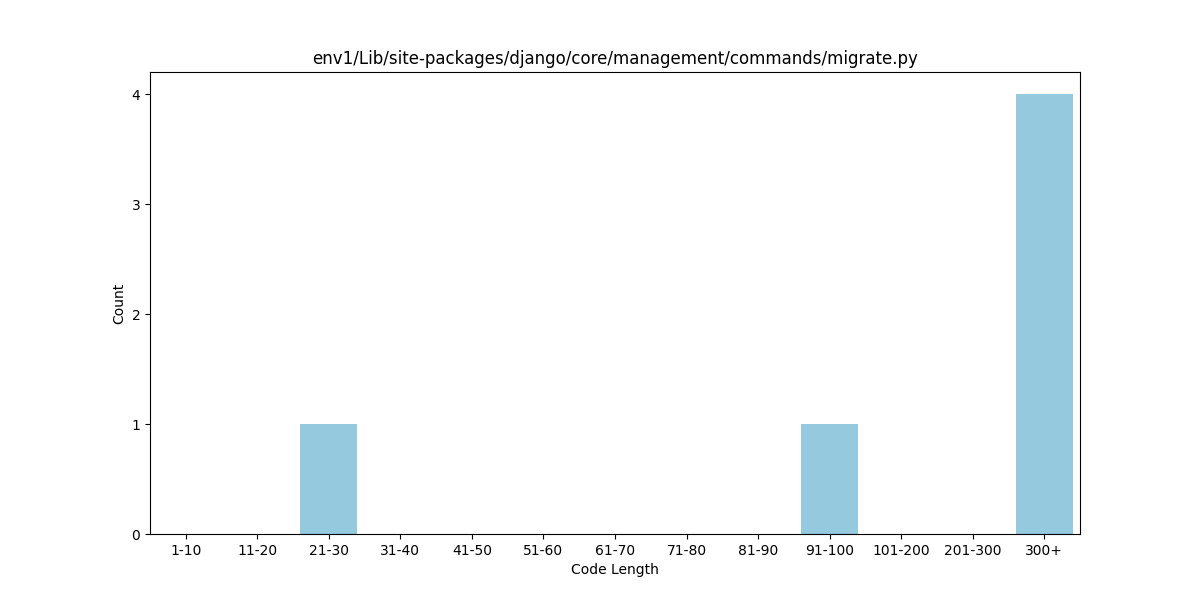 env1/Lib/site-packages/django/core/management/commands/migrate.py
4
3
2
1
0
Count
1-10 11-20 21-30 31-40 41-50 51-60 61-70 71-80 81-90 91-100 101-200 201-300 300+
Code Length